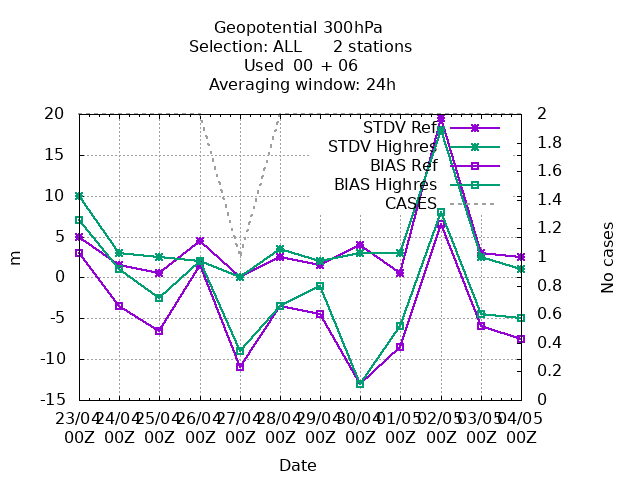 Geopotential 300hPa
Selection: ALL 2 stations
Used 00 + 06
Averaging window: 24h
20
15
10
5
0
-5
-10
-15
m
2
1.8
1.6
1.4
1.2
1
0.8
0.6
0.4
0.2
0
No cases
STDV Ref
STDV Highres
BIAS Ref
BIAS Highres
CASES
23/04 24/04 25/04 26/04 27/04 28/04 29/04 30/04 01/05 02/05 03/05 04/05
00Z 00Z 00Z 00Z 00Z 00Z 00Z 00Z 00Z 00Z 00Z 00Z
Date